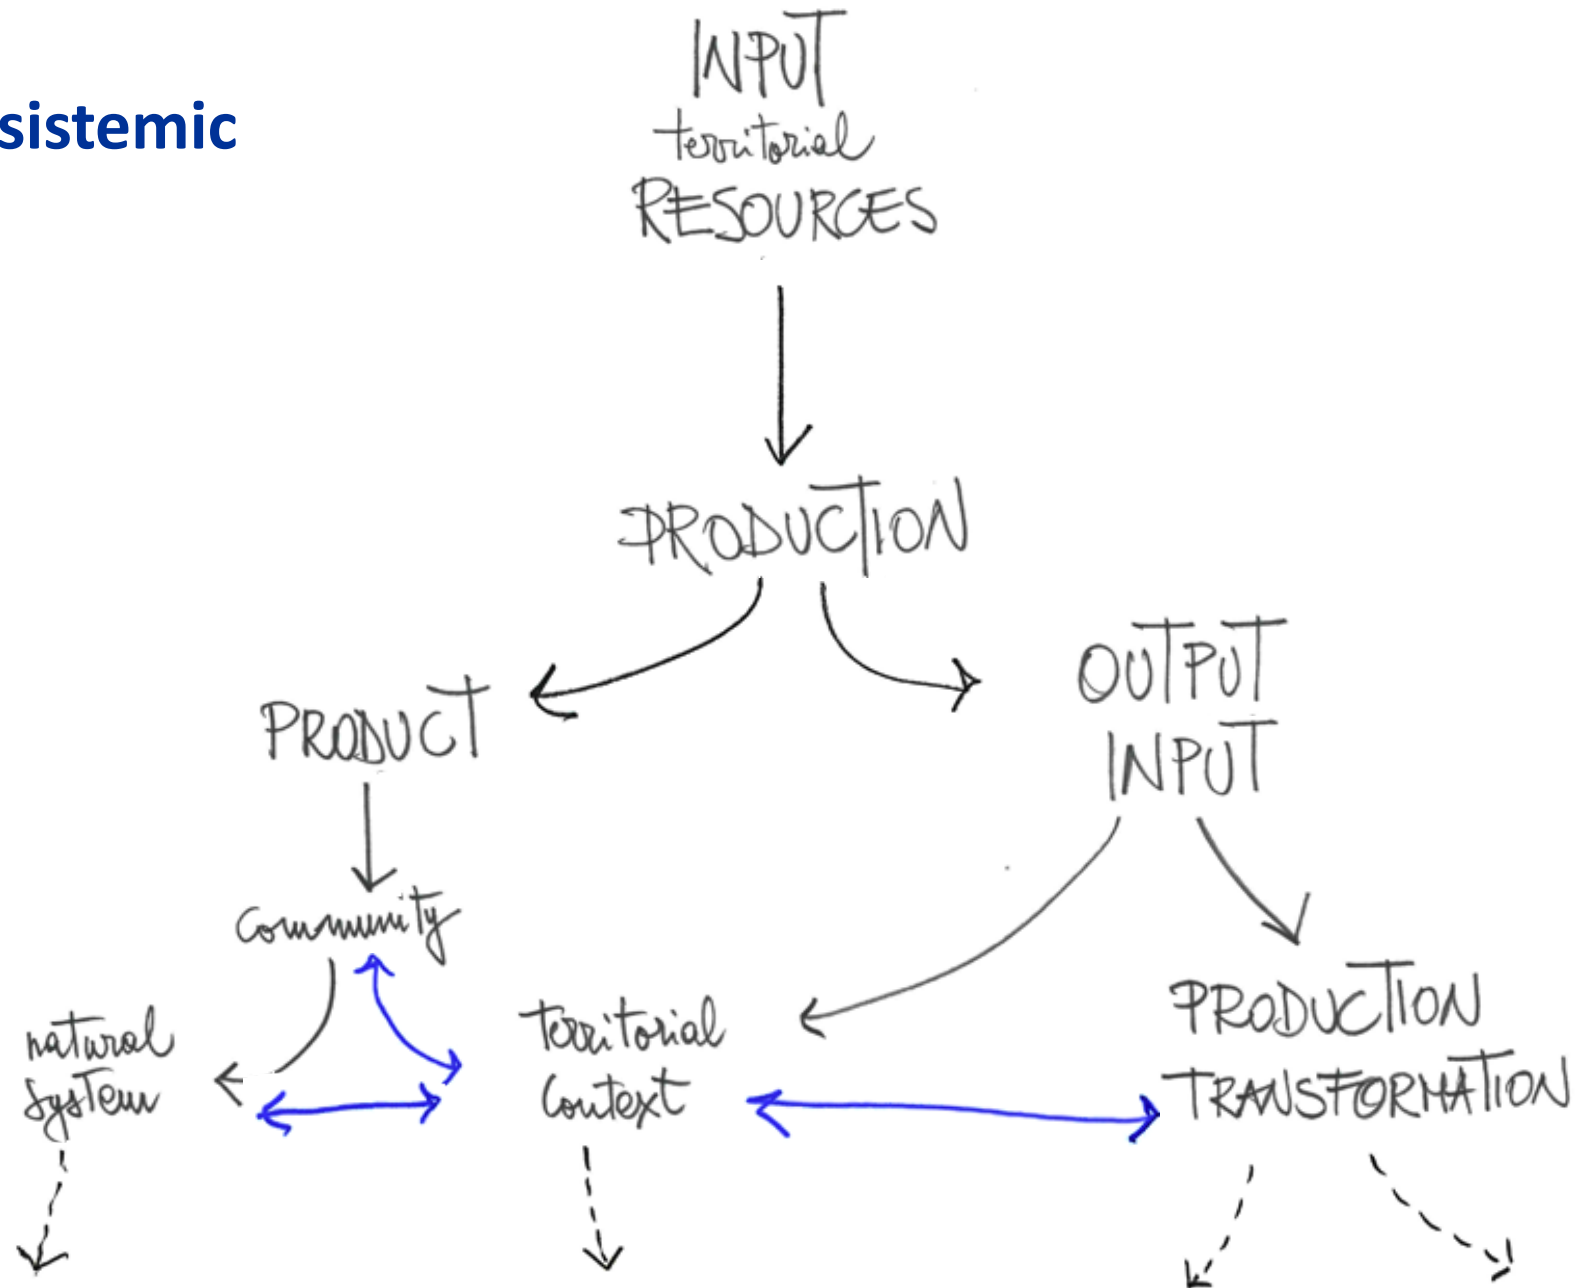 sistemic
INPUT
territorial
RESOURCES
PRODUCTION
PRODUCT
OUTPUT
INPUT
Community
natural
system
territorial
Context
PRODUCTION
TRANSFORMATION